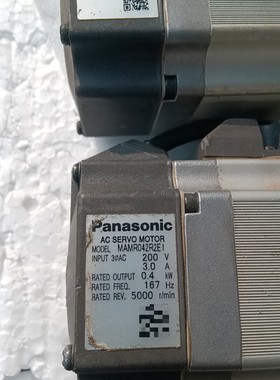 Panasonic
AC SERVO MOTOR
MODEL MAMR042R2E1
INPUT 3ØAC 200 V
3.0 A
RATED OUTPUT 0.4 kW
RATED FREQ. 167 Hz
RATED REV. 5000 r/min